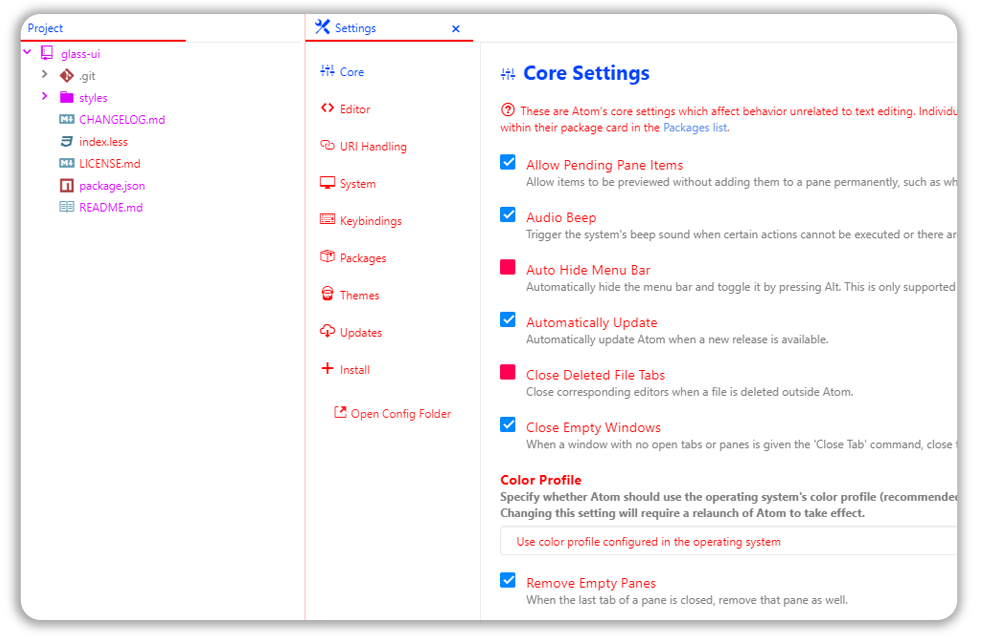 Project
glass-ui
.git
styles
CHANGELOG.md
index.less
LICENSE.md
package.json
README.md
Settings
Core
Editor
URI Handling
System
Keybindings
Packages
Themes
Updates
Install
Open Config Folder
Core Settings
These are Atom's core settings which affect behavior unrelated to text editing.
within their package card in the Packages list.
Allow Pending Pane Items
Allow items to be previewed without adding them to a pane permanently, such as
Audio Beep
Trigger the system's beep sound when certain actions cannot be executed or there
Auto Hide Menu Bar
Automatically hide the menu bar and toggle it by pressing Alt. This is only supported
Automatically Update
Automatically update Atom when a new release is available.
Close Deleted File Tabs
Close corresponding editors when a file is deleted outside Atom.
Close Empty Windows
When a window with no open tabs or panes is given the 'Close Tab' command, close
Color Profile
Specify whether Atom should use the operating system's color profile (recommended
Changing this setting will require a relaunch of Atom to take effect.
Use color profile configured in the operating system
Remove Empty Panes
When the last tab of a pane is closed, remove that pane as well.